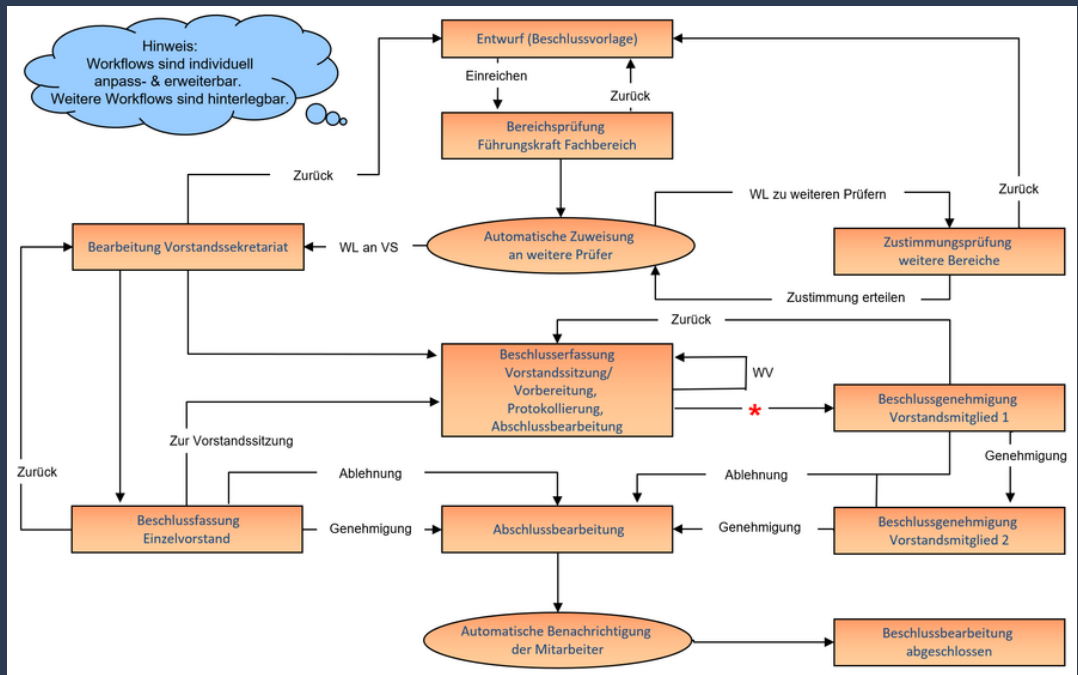 Hinweis:
Workflows sind individuell
anpass- & erweiterbar.
Weitere Workflows sind hinterlegbar.
Entwurf (Beschlussvorlage)
Einreichen
Zurück
Bereichsprüfung
Führungskraft Fachbereich
Zurück
WL zu weiteren Prüfern
Zurück
Bearbeitung Vorstandssekretariat
WL an VS
Automatische Zuweisung
an weitere Prüfer
Zustimmungsprüfung
weitere Bereiche
Zustimmung erteilen
Zurück
Beschlusserfassung
Vorstandssitzung/
Vorbereitung,
Protokollierung,
Abschlussbearbeitung
WV
*
Beschlussgenehmigung
Vorstandsmitglied 1
Zur Vorstandssitzung
Genehmigung
Zurück
Ablehnung
Ablehnung
Beschlussfassung
Einzelvorstand
Genehmigung
Abschlussbearbeitung
Genehmigung
Beschlussgenehmigung
Vorstandsmitglied 2
Automatische Benachrichtigung
der Mitarbeiter
Beschlussbearbeitung
abgeschlossen